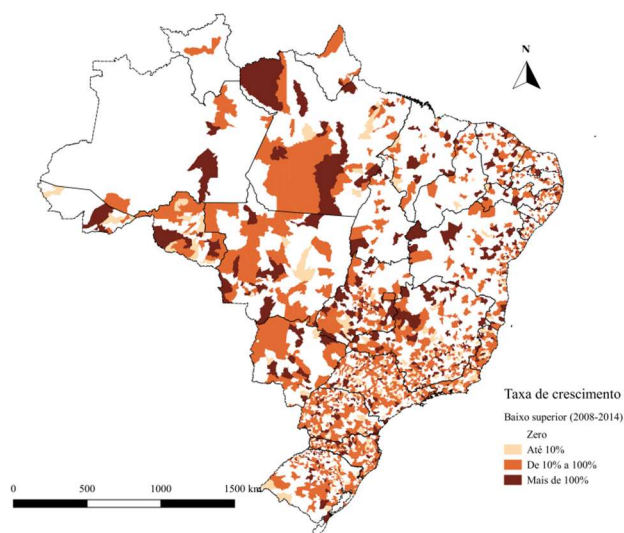 N
Taxa de crescimento
Baixo superior (2008-2014)
Zero
Até 10%
De 10% a 100%
Mais de 100%
0 500 1000 1500 km